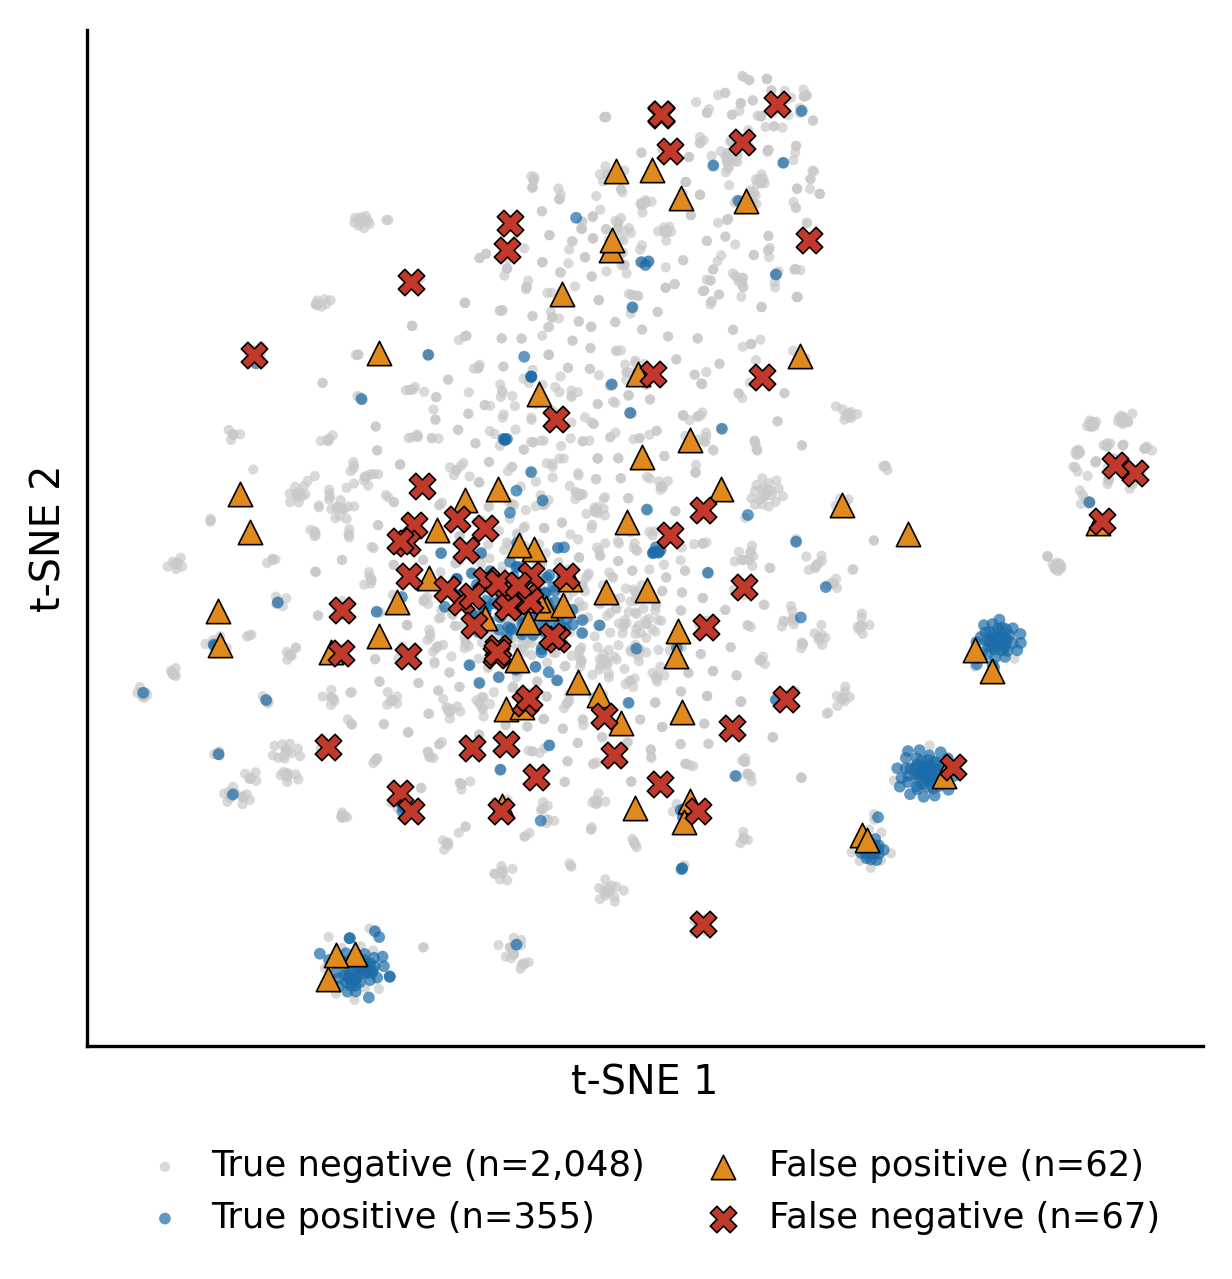 t-SNE 2
t-SNE 1
True negative (n=2,048)
True positive (n=355)
False positive (n=62)
False negative (n=67)